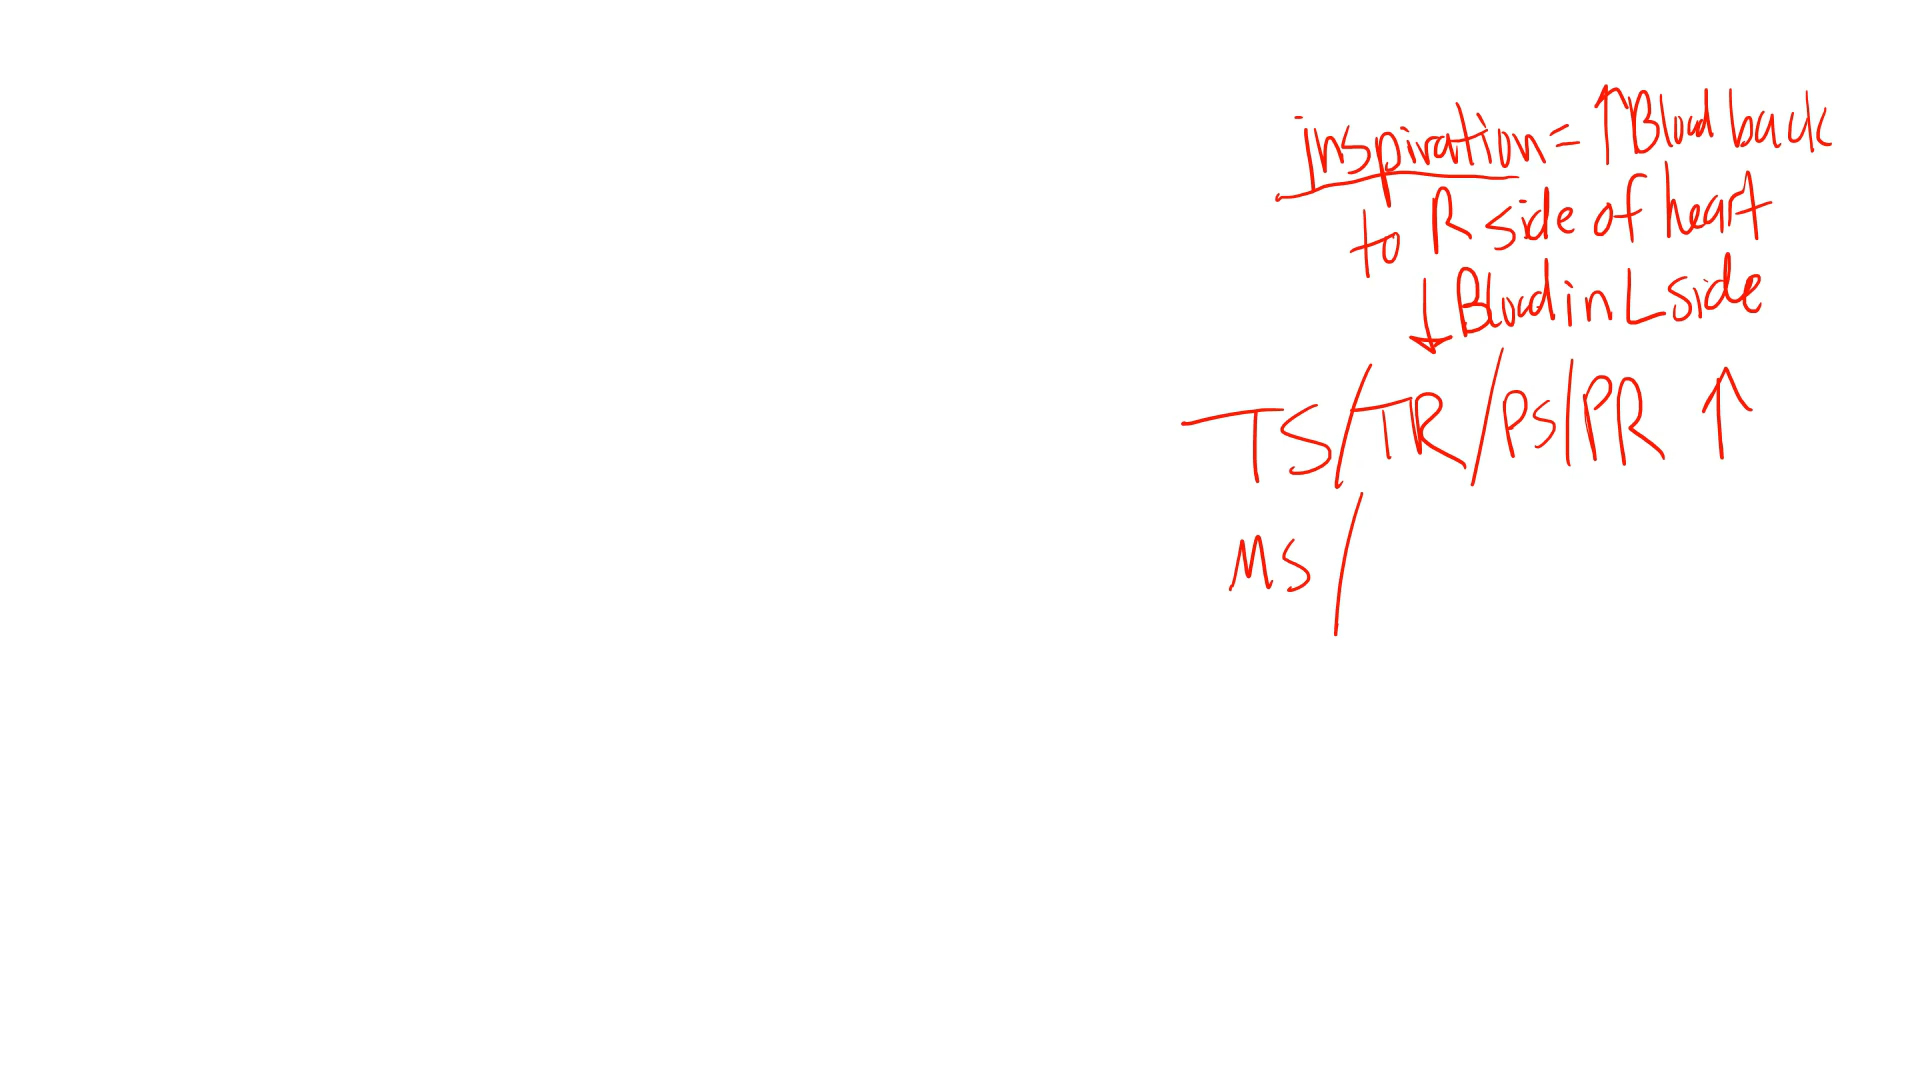 inspiration = ↑ Blood back
to R side of heart
↓ Blood in L side
TS/TR/PS/PR ↑
MS/